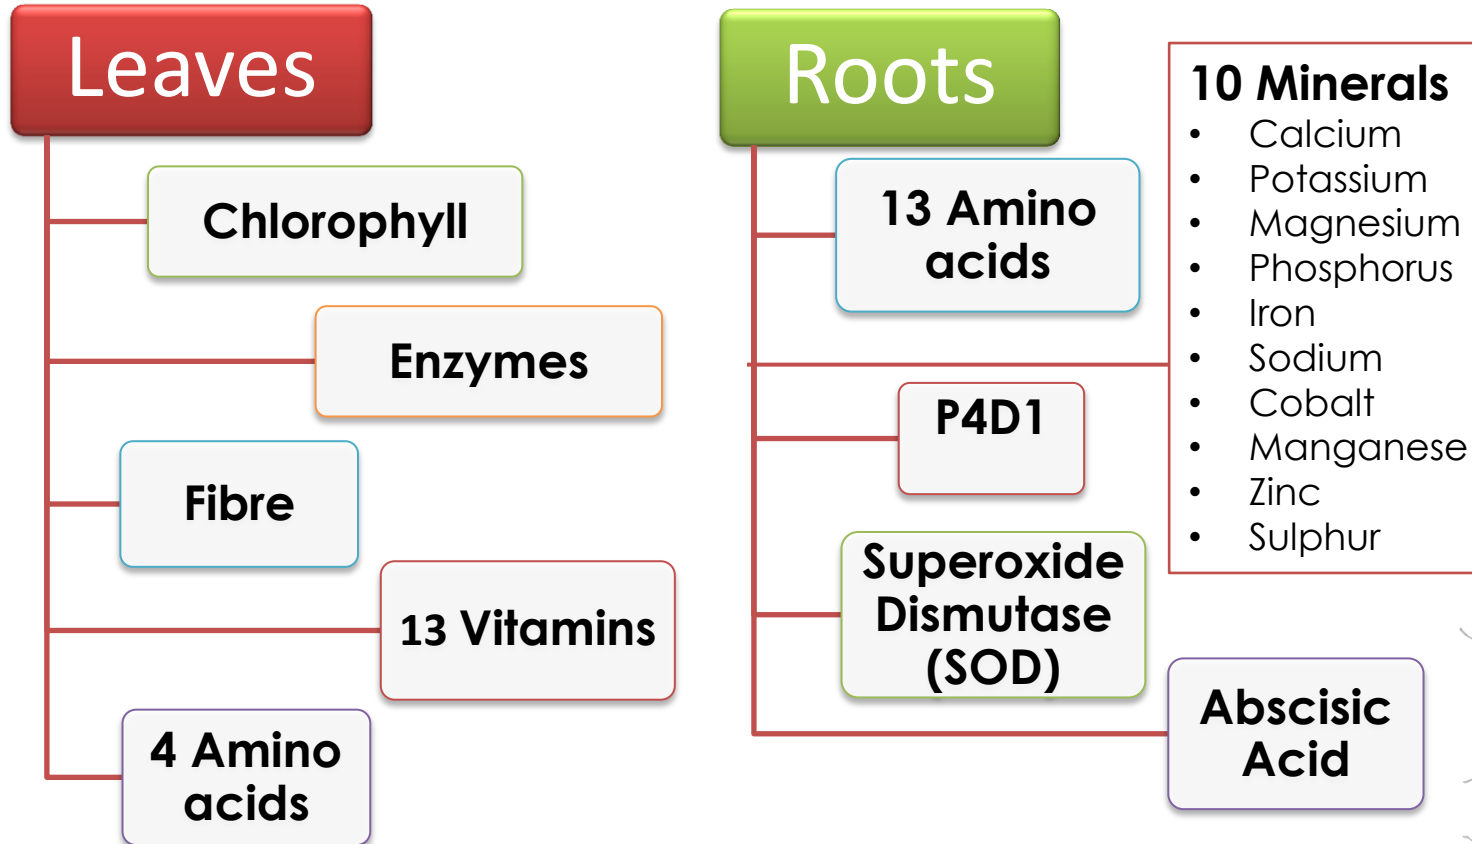 Leaves
Chlorophyll
Enzymes
Fibre
13 Vitamins
4 Amino
acids
Roots
13 Amino
acids
10 Minerals
• Calcium
• Potassium
• Magnesium
• Phosphorus
• Iron
• Sodium
• Cobalt
• Manganese
• Zinc
• Sulphur
P4D1
Superoxide
Dismutase
(SOD)
Abscisic
Acid